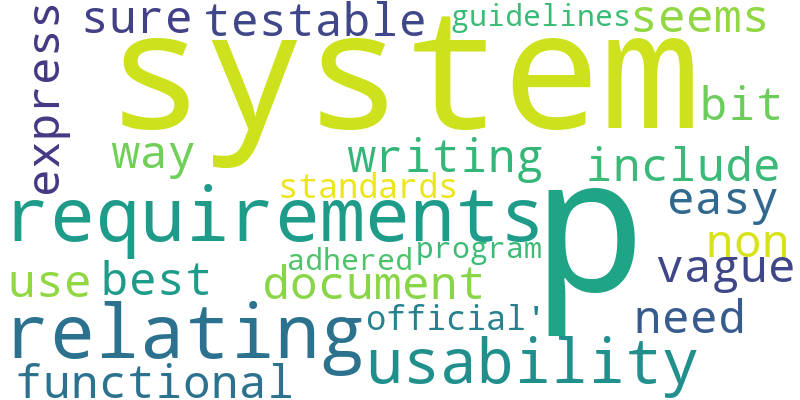 express sure testable guidelines seems
system
bit
way writing include
standards easy
requirements p non
adhered program vague
use best document
relating official' need
usability
functional